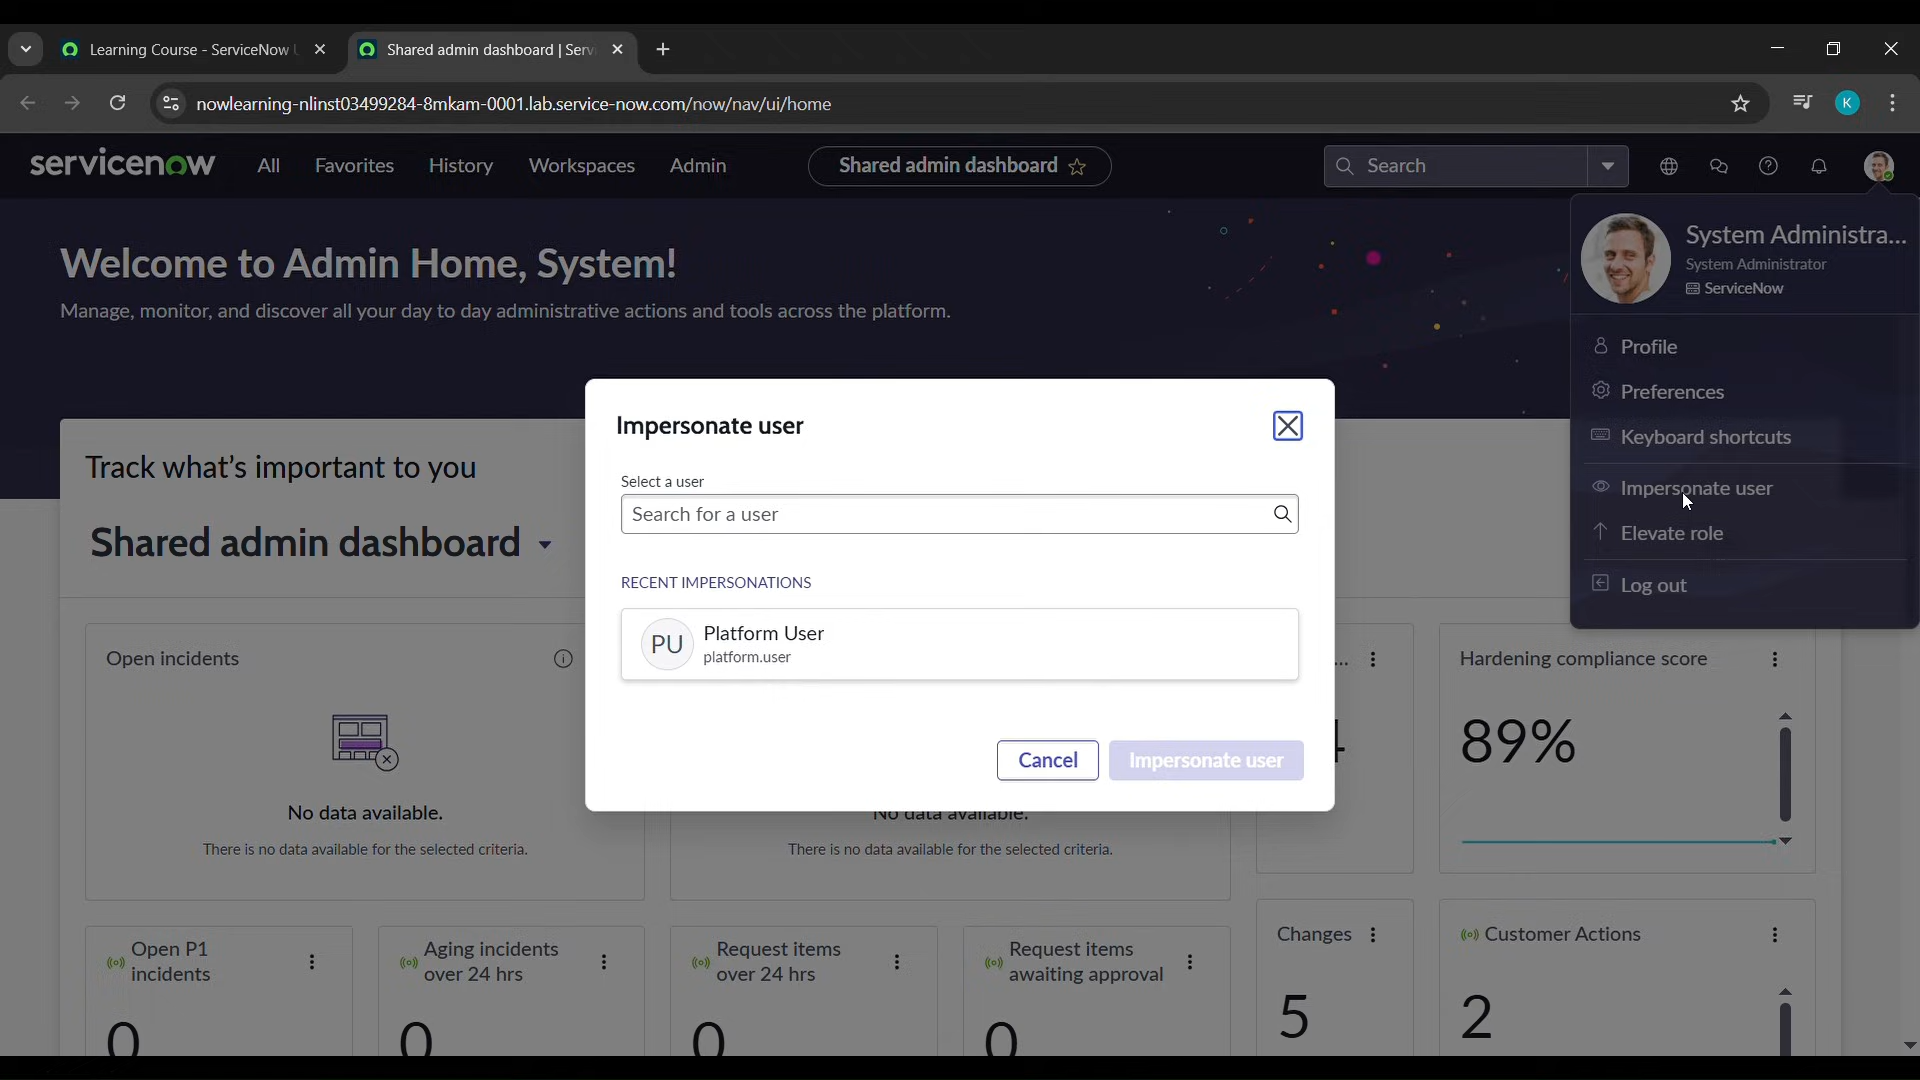 Learning Course - ServiceNow
Shared admin dashboard | Serv
nowlearning-nlinst03499284-8mkam-0001.lab.service-now.com/now/nav/ui/home
K
servicenow
All
Favorites
History
Workspaces
Admin
Shared admin dashboard
Search
Welcome to Admin Home, System!
Manage, monitor, and discover all your day to day administrative actions and tools across the platform.
System Administra...
System Administrator
ServiceNow
Profile
Preferences
Keyboard shortcuts
Impersonate user
Elevate role
Log out
Track what's important to you
Shared admin dashboard
Impersonate user
Select a user
Search for a user
RECENT IMPERSONATIONS
PU
Platform User
platform.user
Cancel
Impersonate user
Open incidents
No data available.
There is no data available for the selected criteria.
No data available.
There is no data available for the selected criteria.
...
Hardening compliance score
89%
Open P1
incidents
0
Aging incidents
over 24 hrs
0
Request items
over 24 hrs
0
Request items
awaiting approval
0
Changes
5
Customer Actions
2